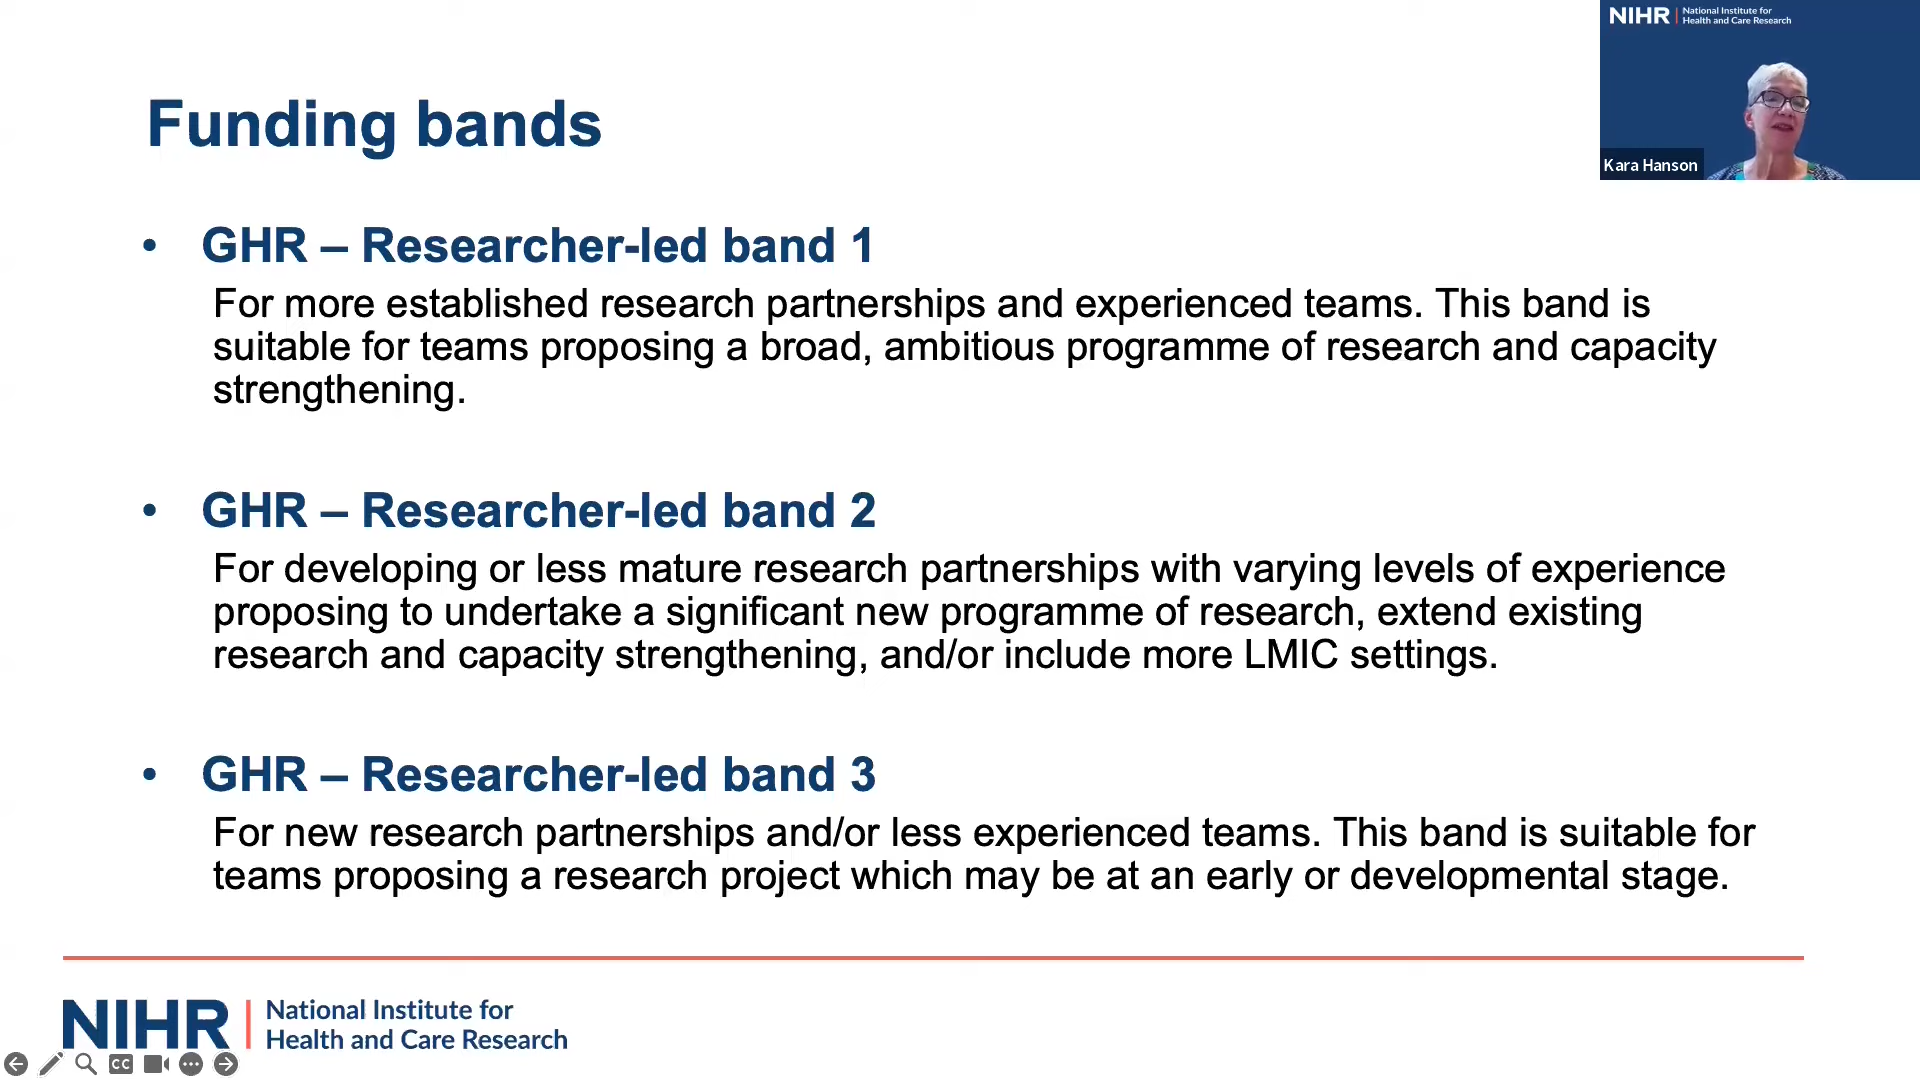 NIHR | National Institute for
Health and Care Research
Kara Hanson
Funding bands
• GHR – Researcher-led band 1
For more established research partnerships and experienced teams. This band is
suitable for teams proposing a broad, ambitious programme of research and capacity
strengthening.
• GHR – Researcher-led band 2
For developing or less mature research partnerships with varying levels of experience
proposing to undertake a significant new programme of research, extend existing
research and capacity strengthening, and/or include more LMIC settings.
• GHR – Researcher-led band 3
For new research partnerships and/or less experienced teams. This band is suitable for
teams proposing a research project which may be at an early or developmental stage.
NIHR | National Institute for
Health and Care Research
CC